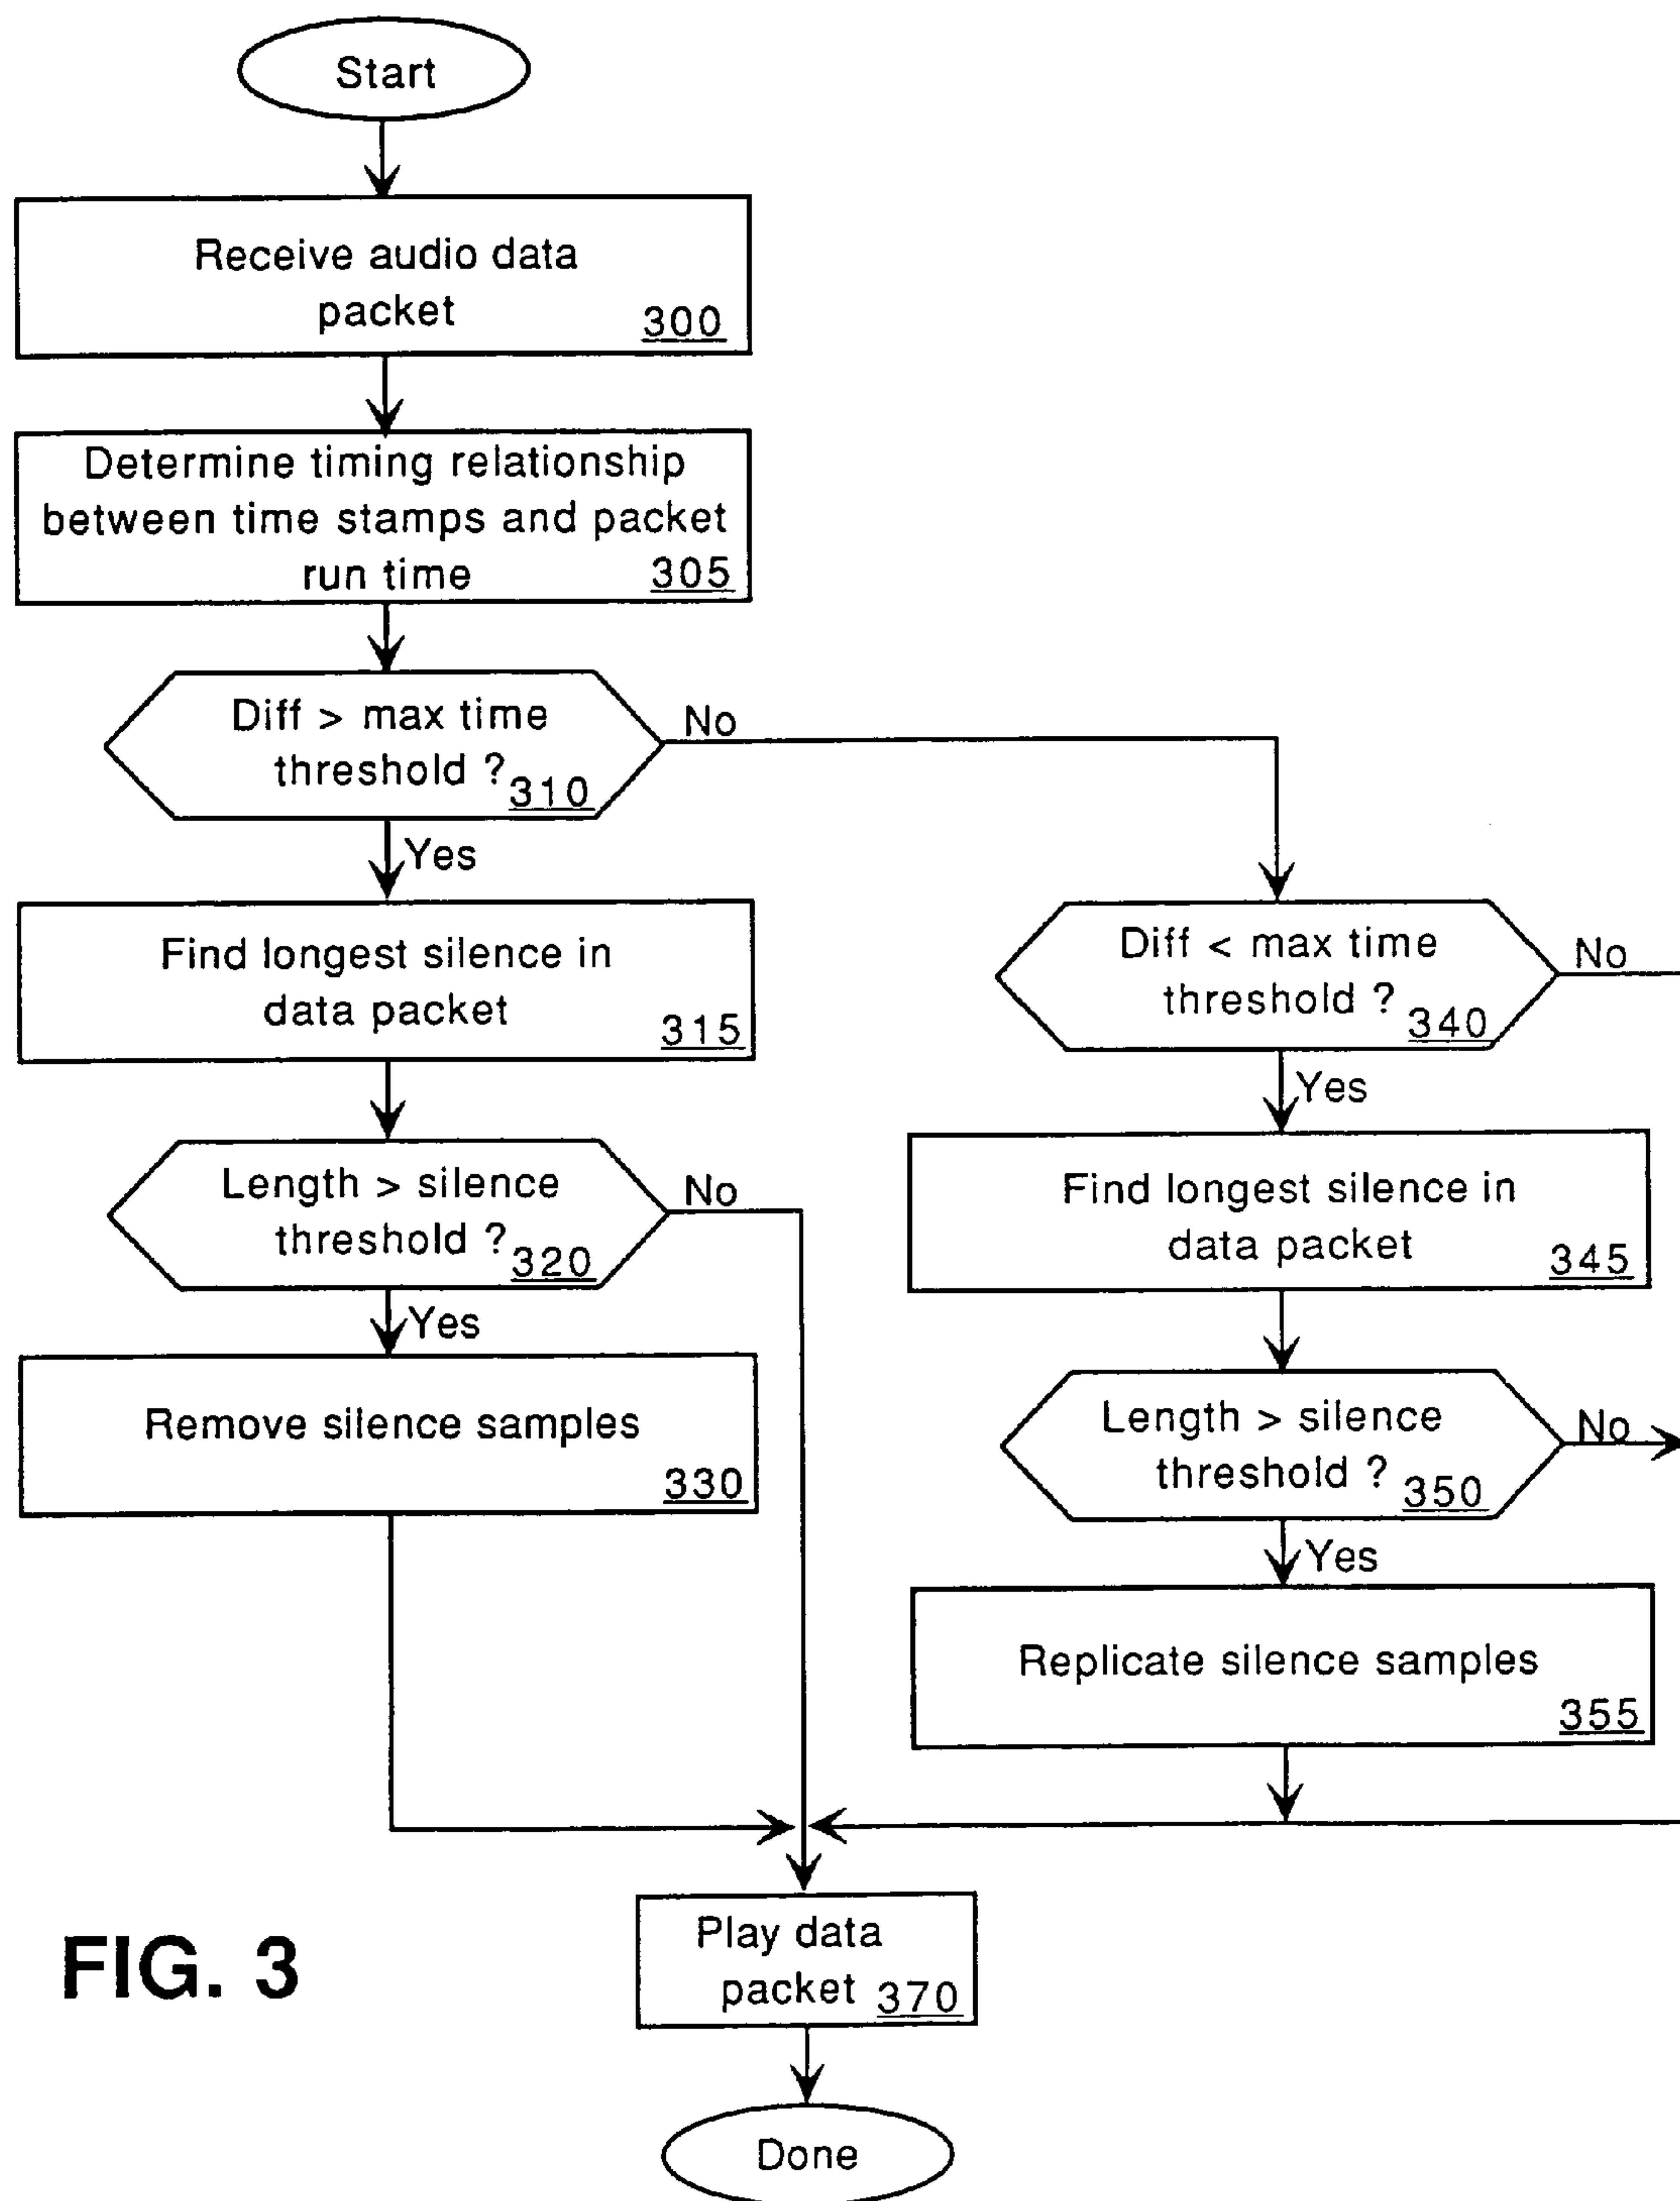 Start
Receive audio data
packet 300
Determine timing relationship
between time stamps and packet
run time 305
Diff > max time
threshold ? 310
No
Yes
Find longest silence in
data packet 315
Length > silence
threshold ? 320
No
Yes
Remove silence samples
330
Diff < max time
threshold ? 340
No
Yes
Find longest silence in
data packet 345
Length > silence
threshold ? 350
No
Yes
Replicate silence samples
355
Play data
packet 370
Done
FIG. 3